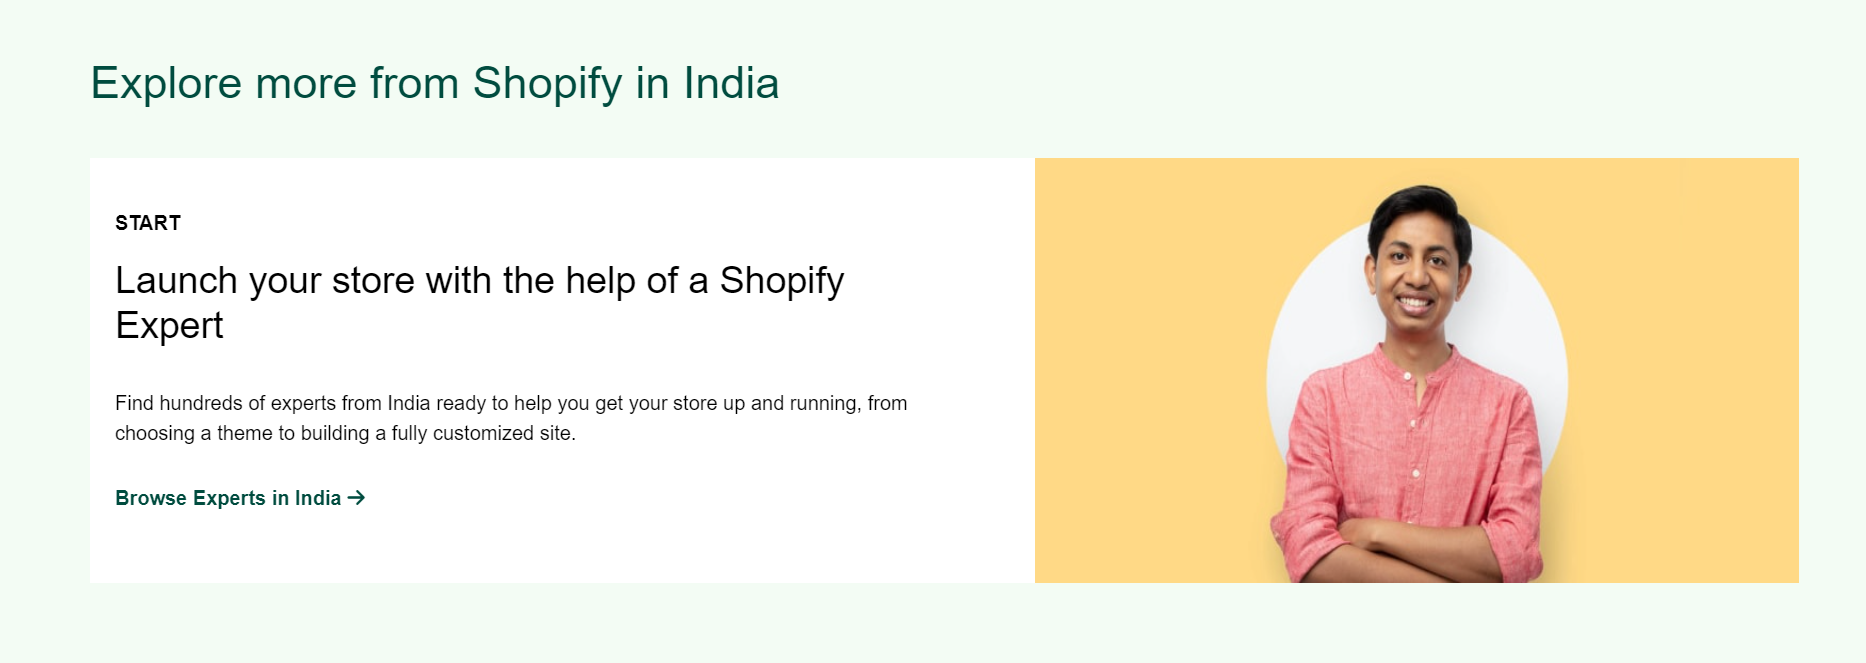 Explore more from Shopify in India
START
Launch your store with the help of a Shopify
Expert
Find hundreds of experts from India ready to help you get your store up and running, from
choosing a theme to building a fully customized site.
Browse Experts in India →